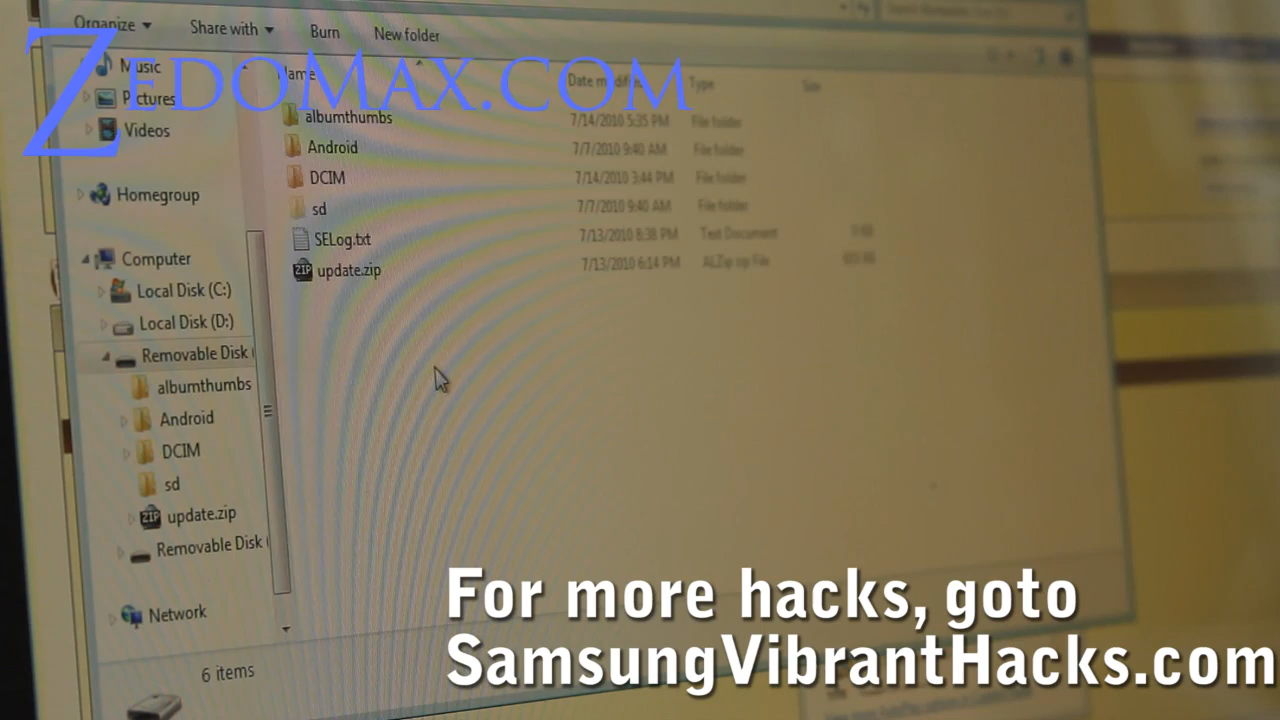 Organize Share with Burn New folder
ZEDOMAX.COM
Music
Pictures
Videos
Homegroup
Computer
Local Disk (C:)
Local Disk (D:)
Removable Disk (
albumthumbs
Android
DCIM
sd
update.zip
Removable Disk (
Network
Name Date modified Type Size
albumthumbs 7/14/2010 5:35 PM File folder
Android 7/7/2010 9:40 AM File folder
DCIM 7/14/2010 3:44 PM File folder
sd 7/7/2010 9:40 AM File folder
SELog.txt 7/13/2010 8:38 PM Text Document
update.zip 7/13/2010 6:14 PM ALZip zip File
6 items
For more hacks, goto
SamsungVibrantHacks.com